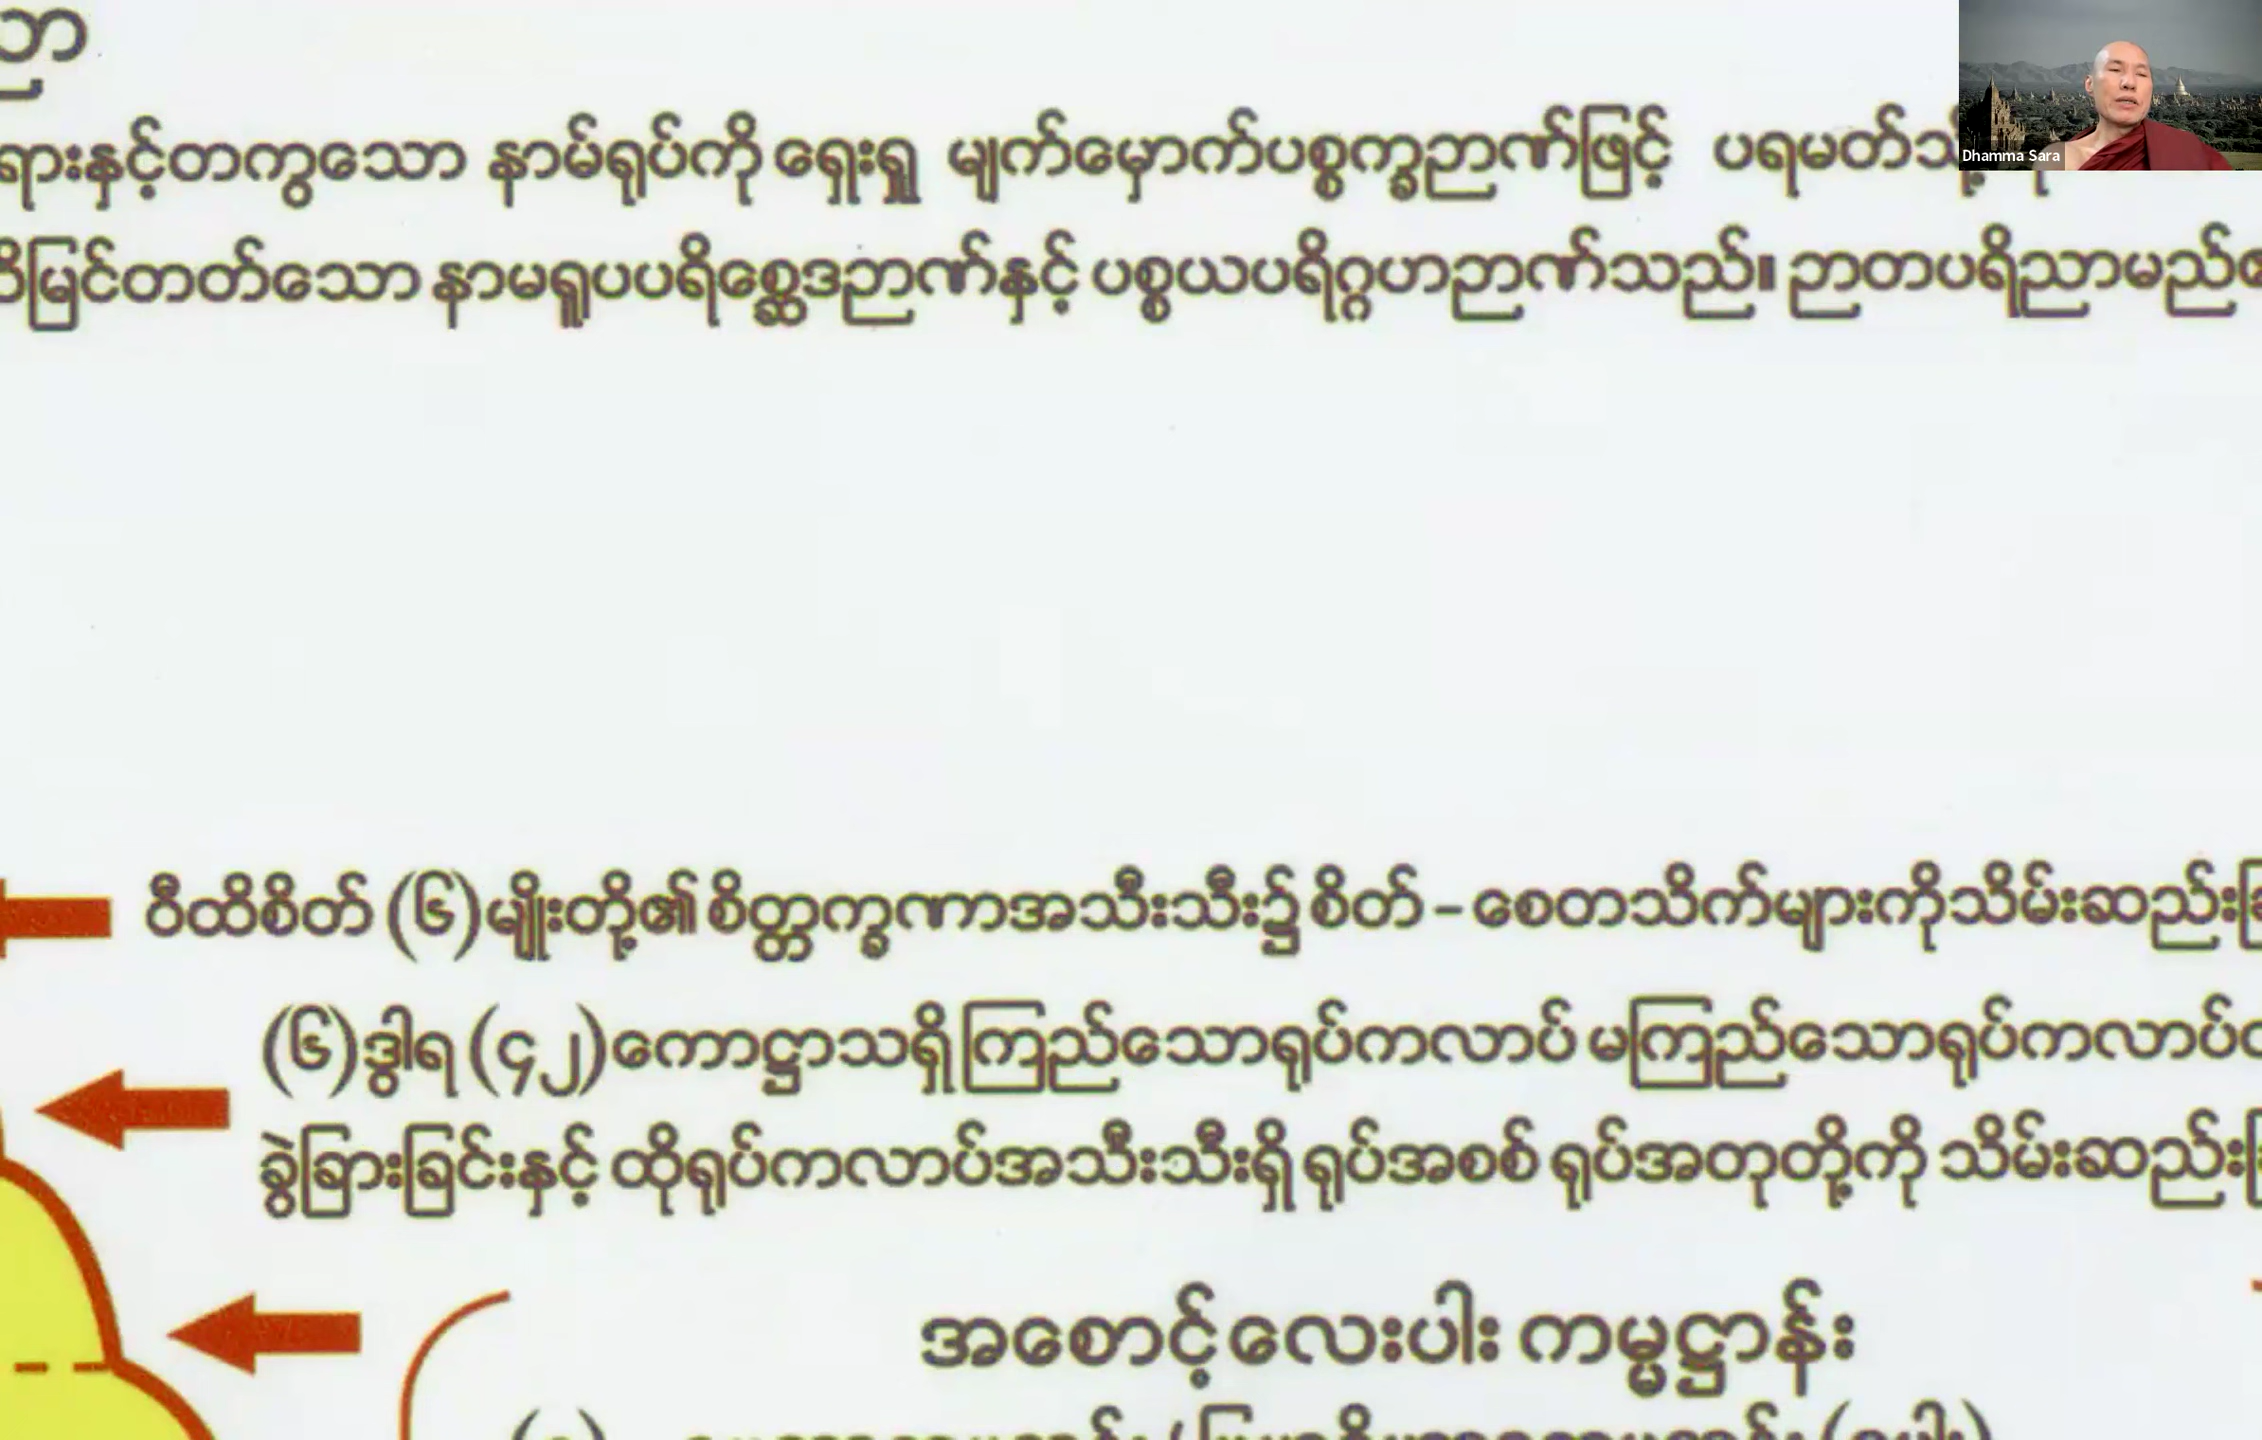 ရားနှင့်တကွသော နာမ်ရုပ်ကို ရှေးရှု မျက်မှောက်ပစ္စက္ခဉာဏ်ဖြင့်
Dhamma Sara
သိမြင်တတ်သော နာမရူပပရိစ္ဆေဒဉာဏ်နှင့် ပစ္စယပရိဂ္ဂဟဉာဏ်သည်။ ဉာတပရိညာမည်၏
ဝီထိစိတ် (၆) မျိုးတို့၏ စိတ္တက္ခဏာအသီးသီး၌ စိတ် – စေတသိက်များကိုသိမ်းဆည်း
(၆) ဒွါရ (၄၂) ကောဋ္ဌာသရှိ ကြည်သောရုပ်ကလာပ် မကြည်သောရုပ်ကလာပ်
ခွဲခြားခြင်းနှင့် ထိုရုပ်ကလာပ်အသီးသီးရှိ ရုပ်အစစ် ရုပ်အတုတို့ကို သိမ်းဆည်း
အစောင့်လေးပါး ကမ္မဋ္ဌာန်း